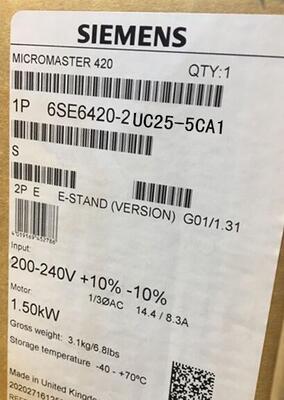 SIEMENS
MICROMASTER 420
QTY:1
1P 6SE6420-2UC25-5CA1
S
2P E E-STAND (VERSION) G01/1.31
4019169452786
Input:
200-240V +10% -10%
Motor: 1/3ØAC 14.4 / 8.3A
1.50kW
Gross weight: 3.1kg/6.8lbs
Storage temperature -40 - +70°C
Made in United Kingdom